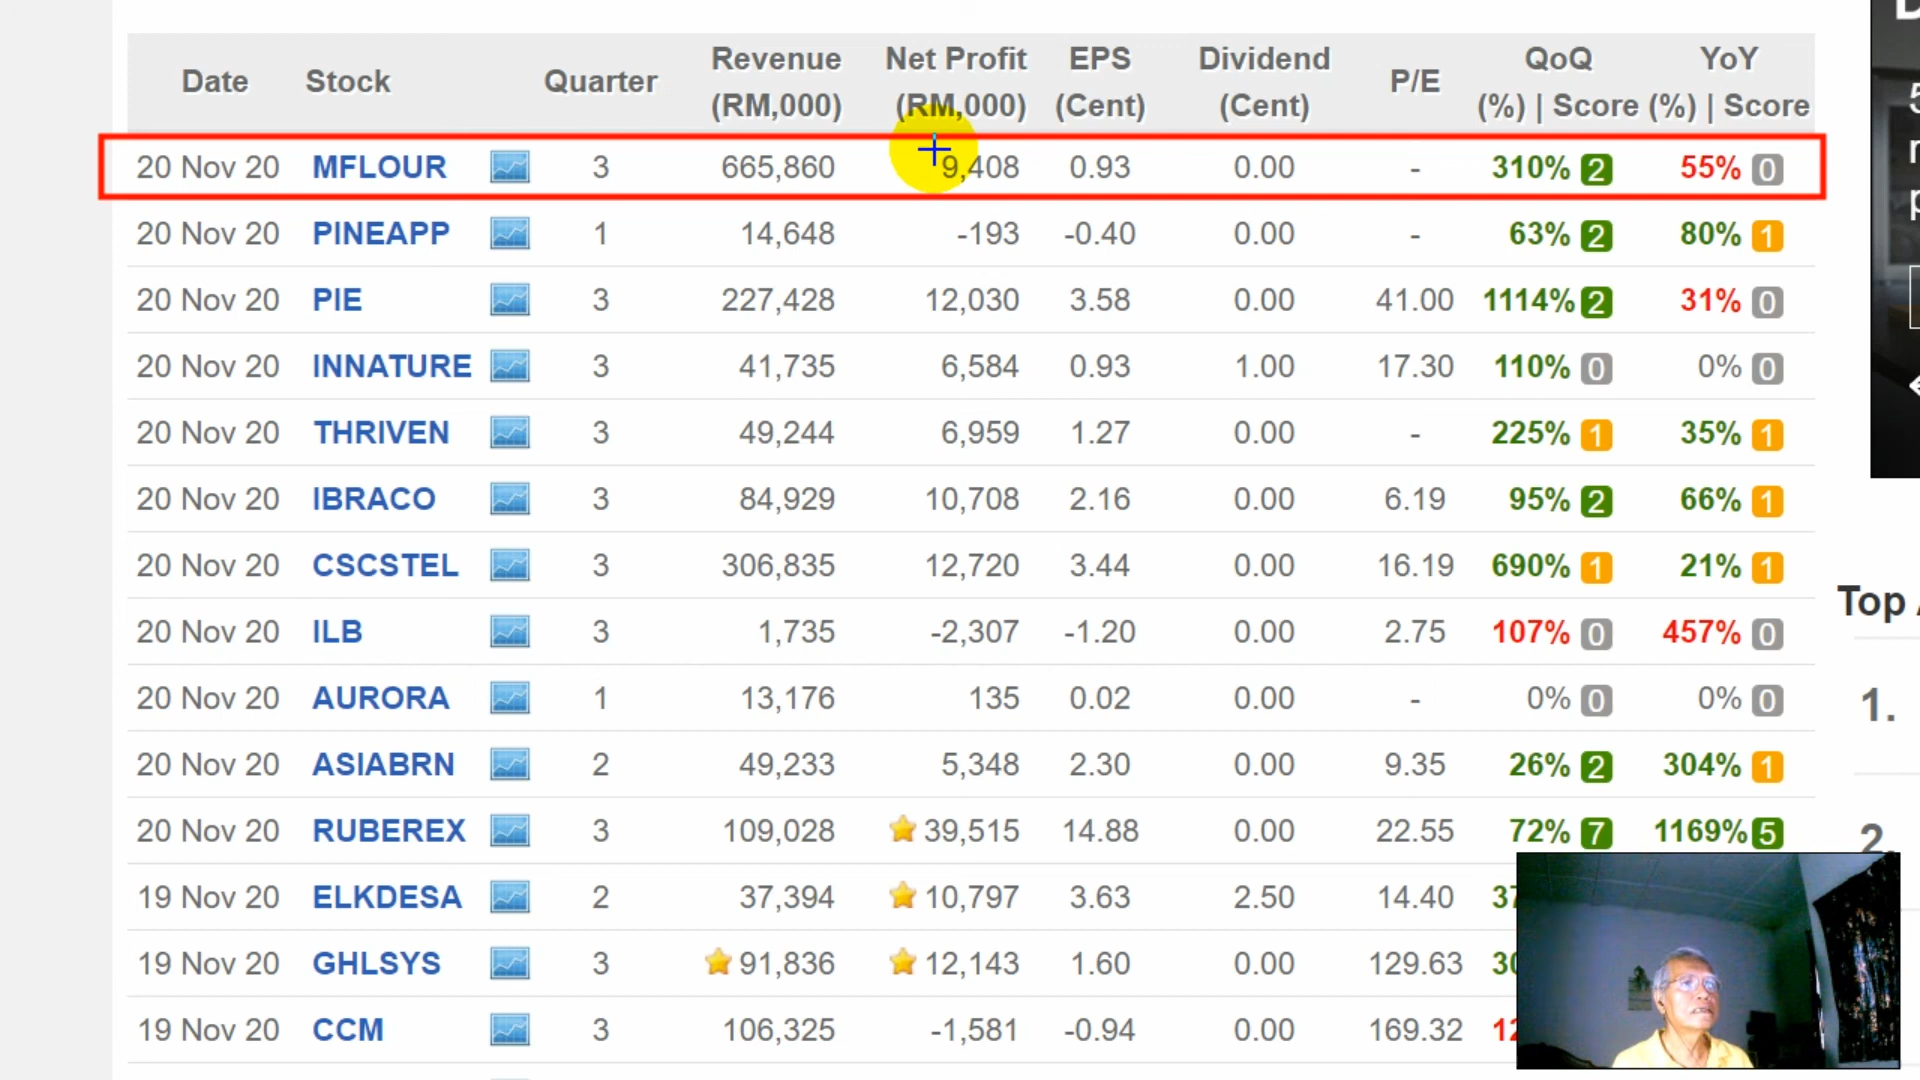 Date Stock Quarter Revenue (RM,000) Net Profit (RM,000) EPS (Cent) Dividend (Cent) P/E QoQ (%) | Score YoY (%) | Score
20 Nov 20 MFLOUR 3 665,860 9,408 0.93 0.00 - 310% 2 55% 0
20 Nov 20 PINEAPP 1 14,648 -193 -0.40 0.00 - 63% 2 80% 1
20 Nov 20 PIE 3 227,428 12,030 3.58 0.00 41.00 1114% 2 31% 0
20 Nov 20 INNATURE 3 41,735 6,584 0.93 1.00 17.30 110% 0 0% 0
20 Nov 20 THRIVEN 3 49,244 6,959 1.27 0.00 - 225% 1 35% 1
20 Nov 20 IBRACO 3 84,929 10,708 2.16 0.00 6.19 95% 2 66% 1
20 Nov 20 CSCSTEL 3 306,835 12,720 3.44 0.00 16.19 690% 1 21% 1
20 Nov 20 ILB 3 1,735 -2,307 -1.20 0.00 2.75 107% 0 457% 0
20 Nov 20 AURORA 1 13,176 135 0.02 0.00 - 0% 0 0% 0
20 Nov 20 ASIABRN 2 49,233 5,348 2.30 0.00 9.35 26% 2 304% 1
20 Nov 20 RUBEREX 3 109,028 39,515 14.88 0.00 22.55 72% 7 1169% 5
19 Nov 20 ELKDESA 2 37,394 10,797 3.63 2.50 14.40
19 Nov 20 GHLSYS 3 91,836 12,143 1.60 0.00 129.63
19 Nov 20 CCM 3 106,325 -1,581 -0.94 0.00 169.32
Top
1.
2.